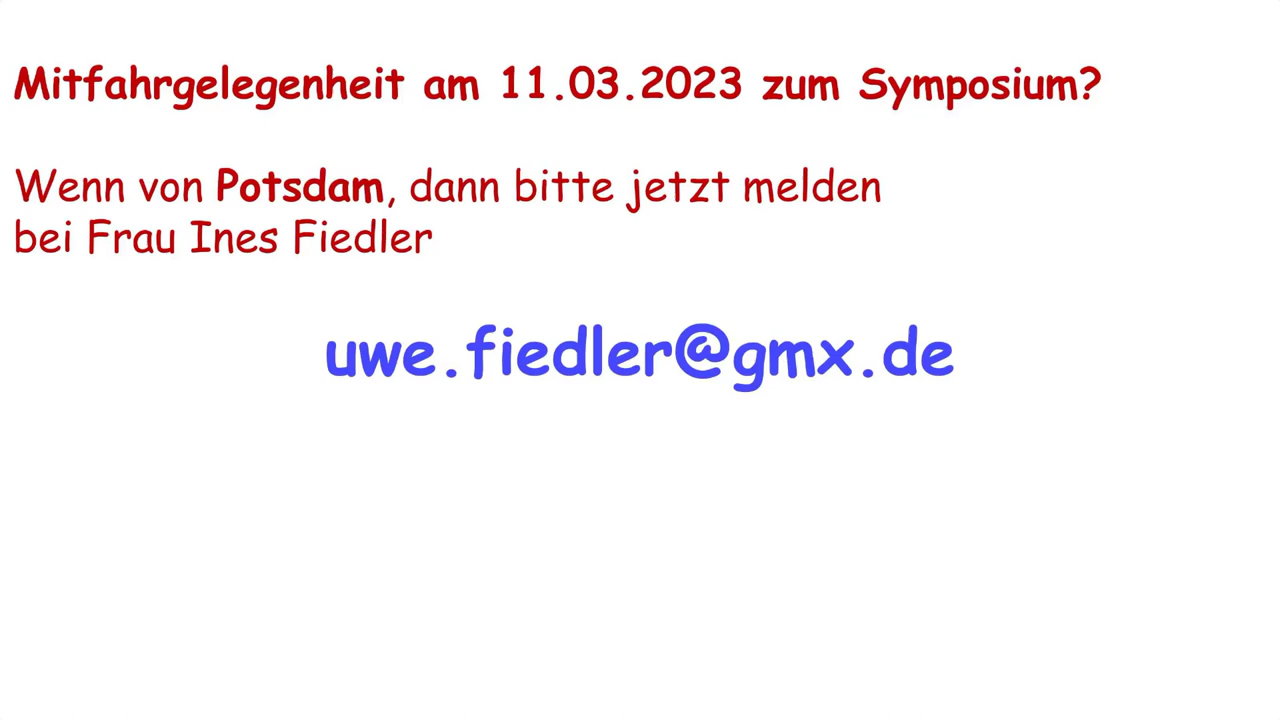 Mitfahrgelegenheit am 11.03.2023 zum Symposium?
Wenn von Potsdam, dann bitte jetzt melden
bei Frau Ines Fiedler
uwe.fiedler@gmx.de